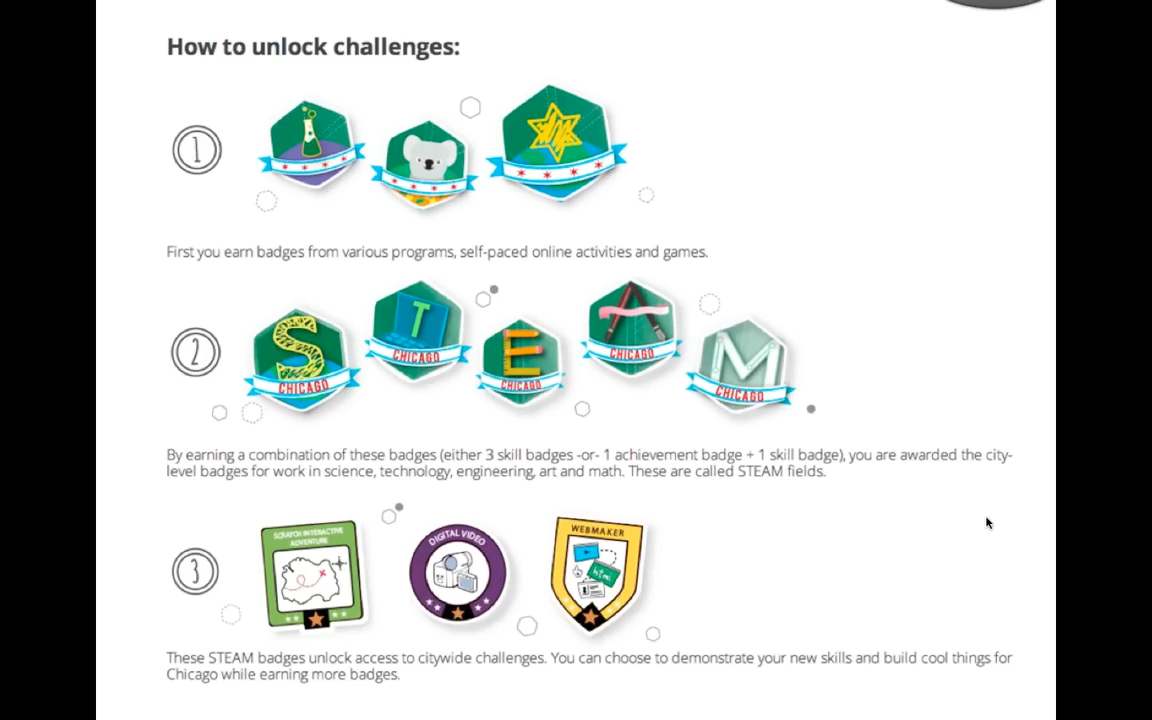 How to unlock challenges:
1
First you earn badges from various programs, self-paced online activities and games.
2
S
T
E
A
M
CHICAGO
CHICAGO
CHICAGO
CHICAGO
CHICAGO
By earning a combination of these badges (either 3 skill badges -or- 1 achievement badge + 1 skill badge), you are awarded the city-
level badges for work in science, technology, engineering, art and math. These are called STEAM fields.
3
SCRATCH INTERACTIVE
ADVENTURE
DIGITAL VIDEO
WEBMAKER
html
These STEAM badges unlock access to citywide challenges. You can choose to demonstrate your new skills and build cool things for
Chicago while earning more badges.